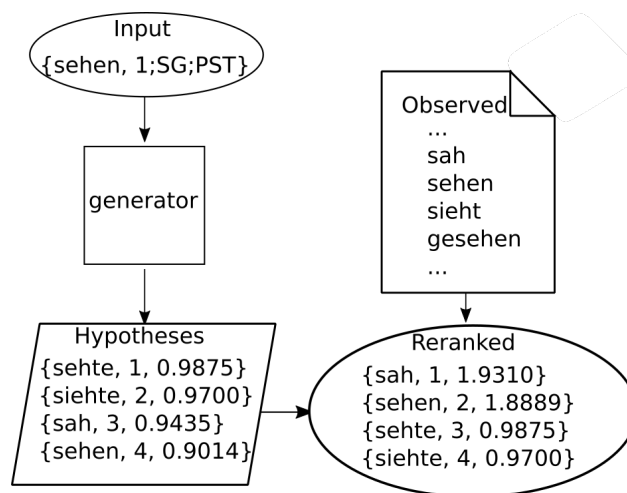 Input
{sehen, 1;SG;PST}
generator
Hypotheses
{sehte, 1, 0.9875}
{siehte, 2, 0.9700}
{sah, 3, 0.9435}
{sehen, 4, 0.9014}
Observed
...
sah
sehen
sieht
gesehen
...
Reranked
{sah, 1, 1.9310}
{sehen, 2, 1.8889}
{sehte, 3, 0.9875}
{siehte, 4, 0.9700}